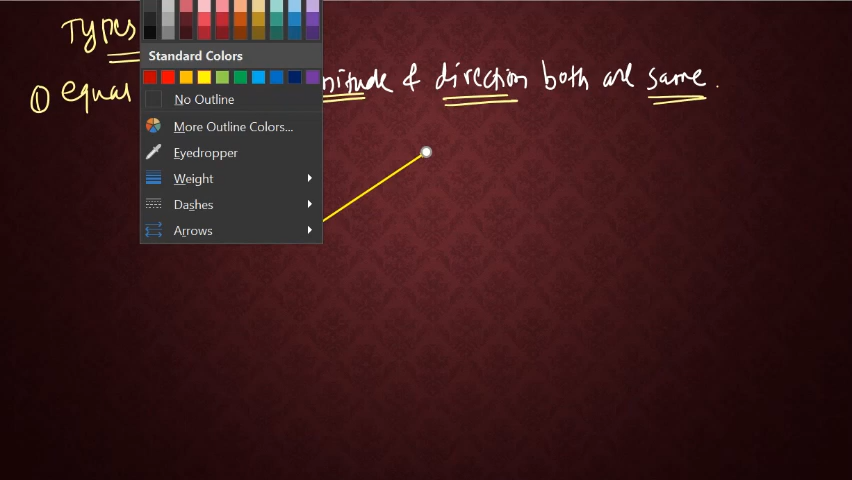 Types
Standard Colors
① equal nitude & direction both are same.
No Outline
More Outline Colors...
Eyedropper
Weight
Dashes
Arrows